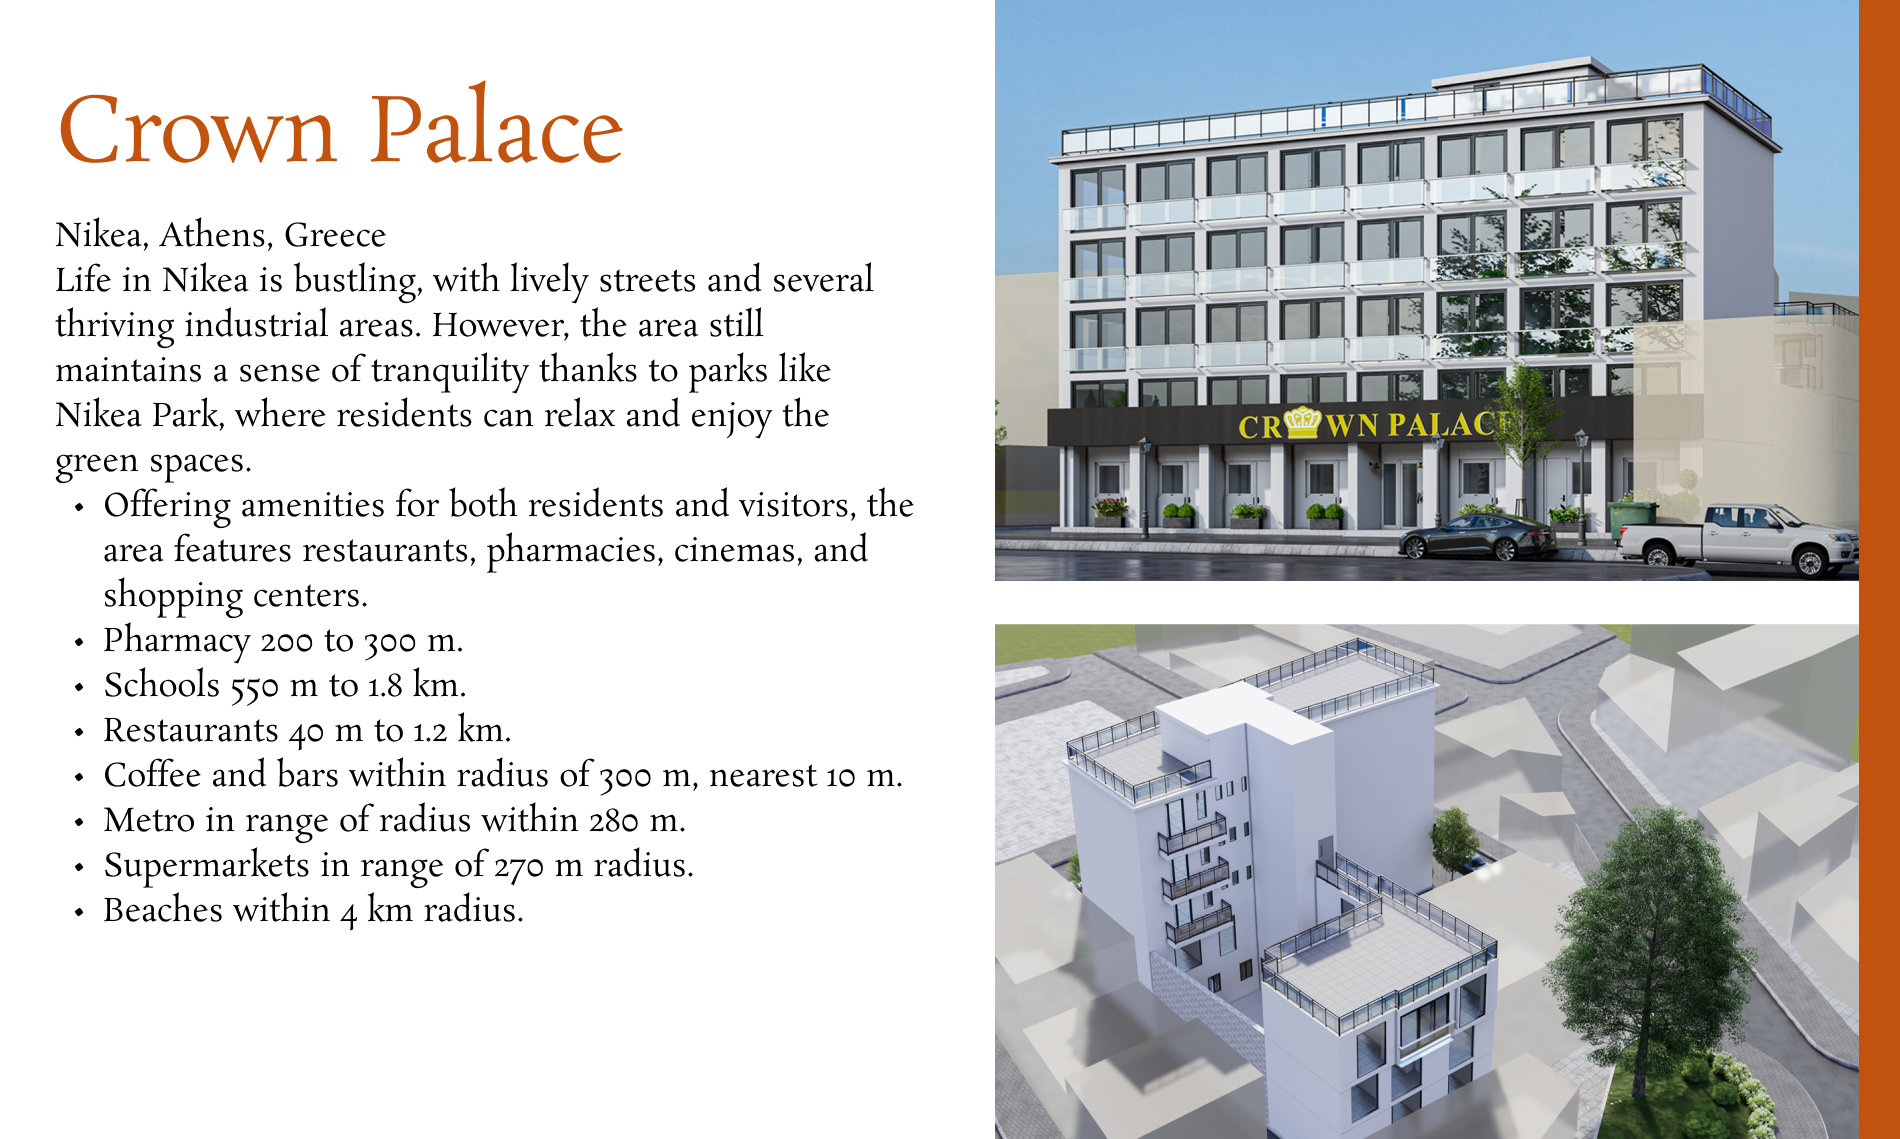 Crown Palace
Nikea, Athens, Greece
Life in Nikea is bustling, with lively streets and several
thriving industrial areas. However, the area still
maintains a sense of tranquility thanks to parks like
Nikea Park, where residents can relax and enjoy the
green spaces.
• Offering amenities for both residents and visitors, the
area features restaurants, pharmacies, cinemas, and
shopping centers.
• Pharmacy 200 to 300 m.
• Schools 550 m to 1.8 km.
• Restaurants 40 m to 1.2 km.
• Coffee and bars within radius of 300 m, nearest 10 m.
• Metro in range of radius within 280 m.
• Supermarkets in range of 270 m radius.
• Beaches within 4 km radius.
CROWN PALACE